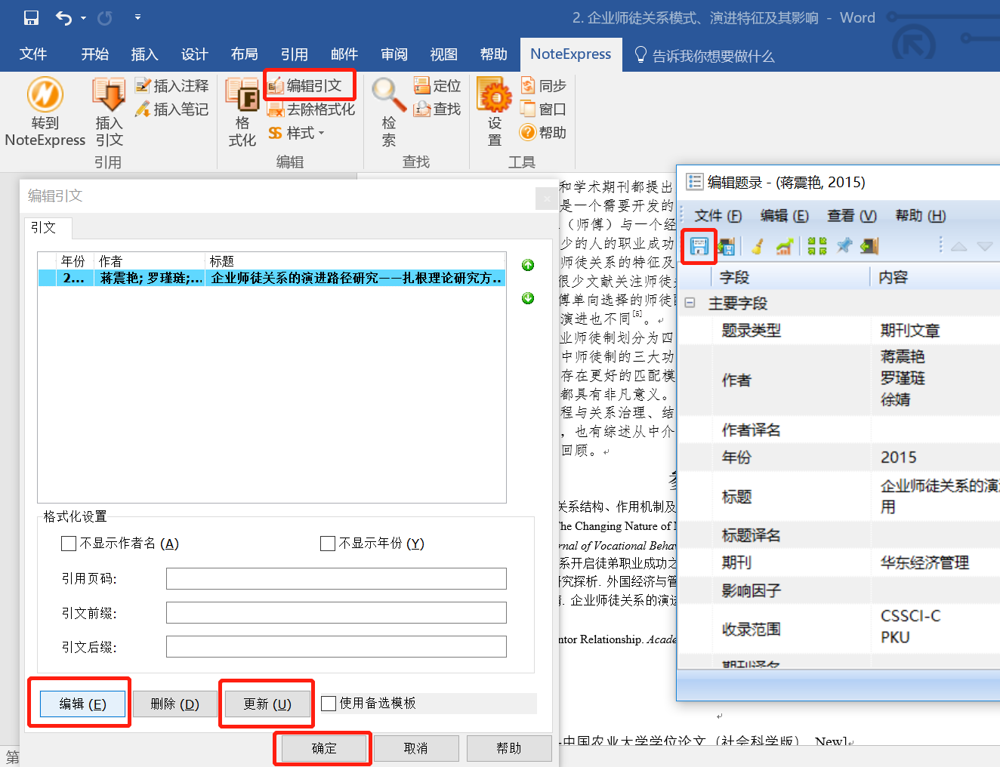 2. 企业师徒关系模式、演进特征及其影响 - Word
文件 开始 插入 设计 布局 引用 邮件 审阅 视图 帮助 NoteExpress 告诉我你想要做什么
转到 NoteExpress
插入引文
插入注释
插入笔记
引用
格式化
编辑引文
去除格式化
样式
编辑
检索
定位
查找
查找
设置
同步
窗口
帮助
工具
编辑引文
引文
年份 作者 标题
2... 蒋震艳; 罗瑾琏;... 企业师徒关系的演进路径研究——扎根理论研究方..
格式化设置
不显示作者名 (A) 不显示年份 (Y)
引用页码:
引文前缀:
引文后缀:
编辑 (E) 删除 (D) 更新 (U) 使用备选模板
确定 取消 帮助
第
和学术期刊都提出
是一个需要开发的
(师傅) 与一个经
少的人的职业成功
师徒关系的特征及
很少文献关注师徒
傅单向选择的师徒
演进也不同[5]。
业师徒制划分为四
中师徒制的三大功
存在更好的匹配模
都具有非凡意义。
程与关系治理、结
，也有综述从中介
回顾。
关系结构、作用机制及
he Changing Nature of
rnal of Vocational Behav
系开启徒弟职业成功之
究探析. 外国经济与管
. 企业师徒关系的演进
ntor Relationship. Acade
-中国农业大学学位论文（社会科学版）_New]
编辑题录 - (蒋震艳, 2015)
文件 (F) 编辑 (E) 查看 (V) 帮助 (H)
字段 内容
主要字段
题录类型 期刊文章
作者 蒋震艳
罗瑾琏
徐婧
作者译名
年份 2015
标题 企业师徒关系的演
用
标题译名
期刊 华东经济管理
影响因子
收录范围 CSSCI-C
PKU
期刊译名